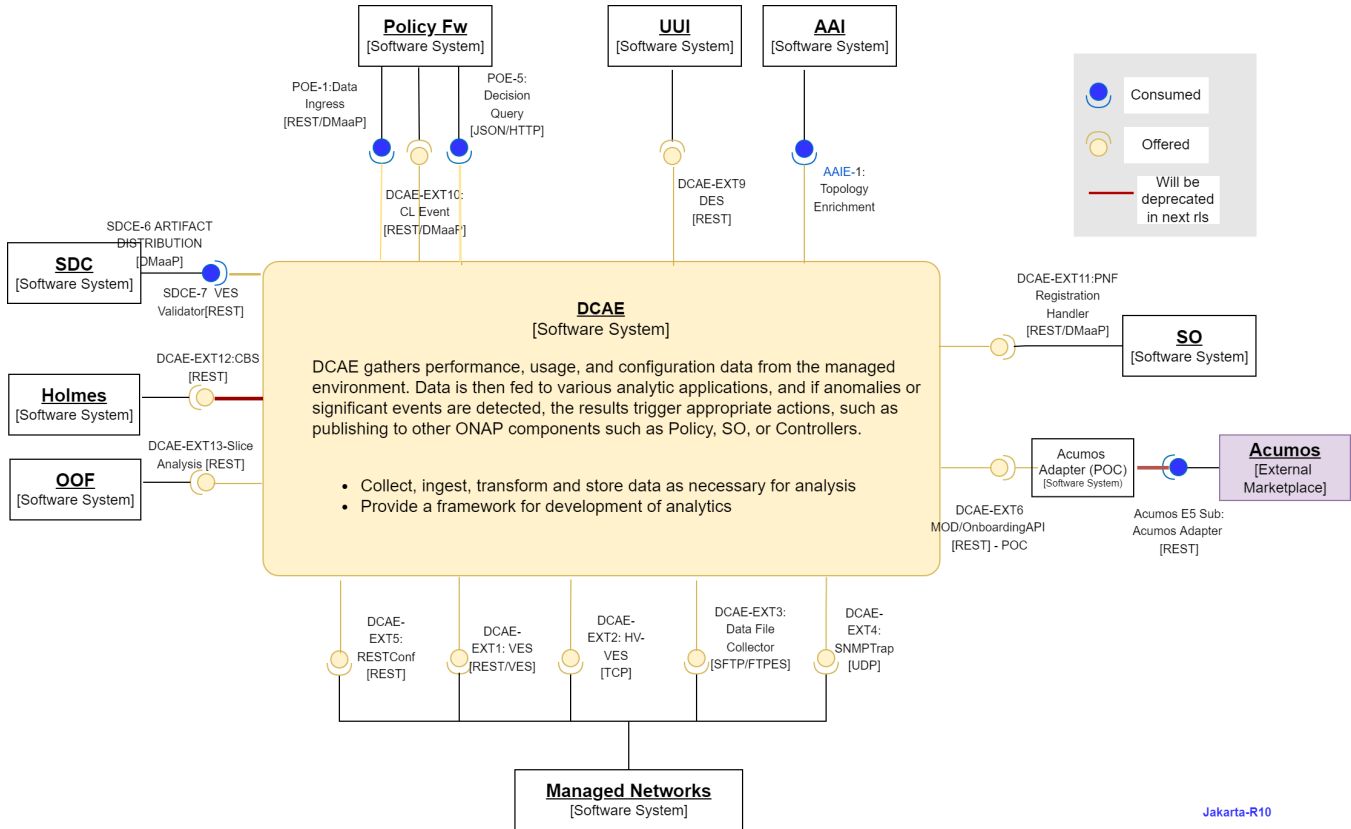 Policy Fw
[Software System]
UUI
[Software System]
AAI
[Software System]
POE-1:Data
Ingress
[REST/DMaaP]
POE-5:
Decision
Query
[JSON/HTTP]
Consumed
Offered
Will be
deprecated
in next rls
DCAE-EXT10:
CL Event
[REST/DMaaP]
DCAE-EXT9
DES
[REST]
AAIE-1:
Topology
Enrichment
SDCE-6 ARTIFACT
DISTRIBUTION
[DMaaP]
SDC
[Software System]
SDCE-7  VES
Validator[REST]
DCAE-EXT11:PNF
Registration
Handler
[REST/DMaaP]
SO
[Software System]
DCAE
[Software System]
DCAE gathers performance, usage, and configuration data from the managed
environment. Data is then fed to various analytic applications, and if anomalies or
significant events are detected, the results trigger appropriate actions, such as
publishing to other ONAP components such as Policy, SO, or Controllers.
• Collect, ingest, transform and store data as necessary for analysis
• Provide a framework for development of analytics
DCAE-EXT12:CBS
[REST]
Holmes
[Software System]
DCAE-EXT13-Slice
Analysis [REST]
OOF
[Software System]
Acumos
Adapter (POC)
[Software System)
Acumos
[External
Marketplace]
DCAE-EXT6
MOD/OnboardingAPI
[REST] - POC
Acumos E5 Sub:
Acumos Adapter
[REST]
DCAE-
EXT5:
RESTConf
[REST]
DCAE-
EXT1: VES
[REST/VES]
DCAE-
EXT2: HV-
VES
[TCP]
DCAE-EXT3:
Data File
Collector
[SFTP/FTPES]
DCAE-
EXT4:
SNMPTrap
[UDP]
Managed Networks
[Software System]
Jakarta-R10